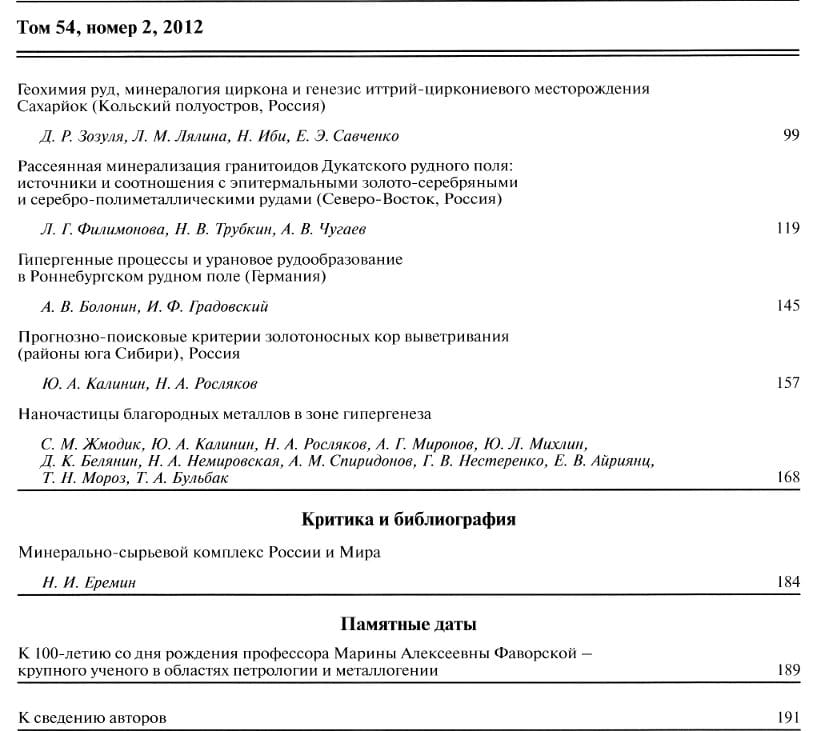 Том 54, номер 2, 2012
Геохимия руд, минералогия циркона и генезис иттрий-циркониевого месторождения
Сахарйок (Кольский полуостров, Россия)
Д. Р. Зозуля, Л. М. Лялина, Н. Иби, Е. Э. Савченко 99
Рассеянная минерализация гранитоидов Дукатского рудного поля:
источники и соотношения с эпитермальными золото-серебряными
и серебро-полиметаллическими рудами (Северо-Восток, Россия)
Л. Г. Филимонова, Н. В. Трубкин, А. В. Чугаев 119
Гипергенные процессы и урановое рудообразование
в Роннебургском рудном поле (Германия)
А. В. Болонин, И. Ф. Градовский 145
Прогнозно-поисковые критерии золотоносных кор выветривания
(районы юга Сибири), Россия
Ю. А. Калинин, Н. А. Росляков 157
Наночастицы благородных металлов в зоне гипергенеза
С. М. Жмодик, Ю. А. Калинин, Н. А. Росляков, А. Г. Миронов, Ю. Л. Михлин,
Д. К. Белянин, Н. А. Немировская, А. М. Спиридонов, Г. В. Нестеренко, Е. В. Айриянц,
Т. Н. Мороз, Т. А. Бульбак 168
Критика и библиография
Минерально-сырьевой комплекс России и Мира
Н. И. Еремин 184
Памятные даты
К 100-летию со дня рождения профессора Марины Алексеевны Фаворской –
крупного ученого в областях петрологии и металлогении 189
К сведению авторов 191